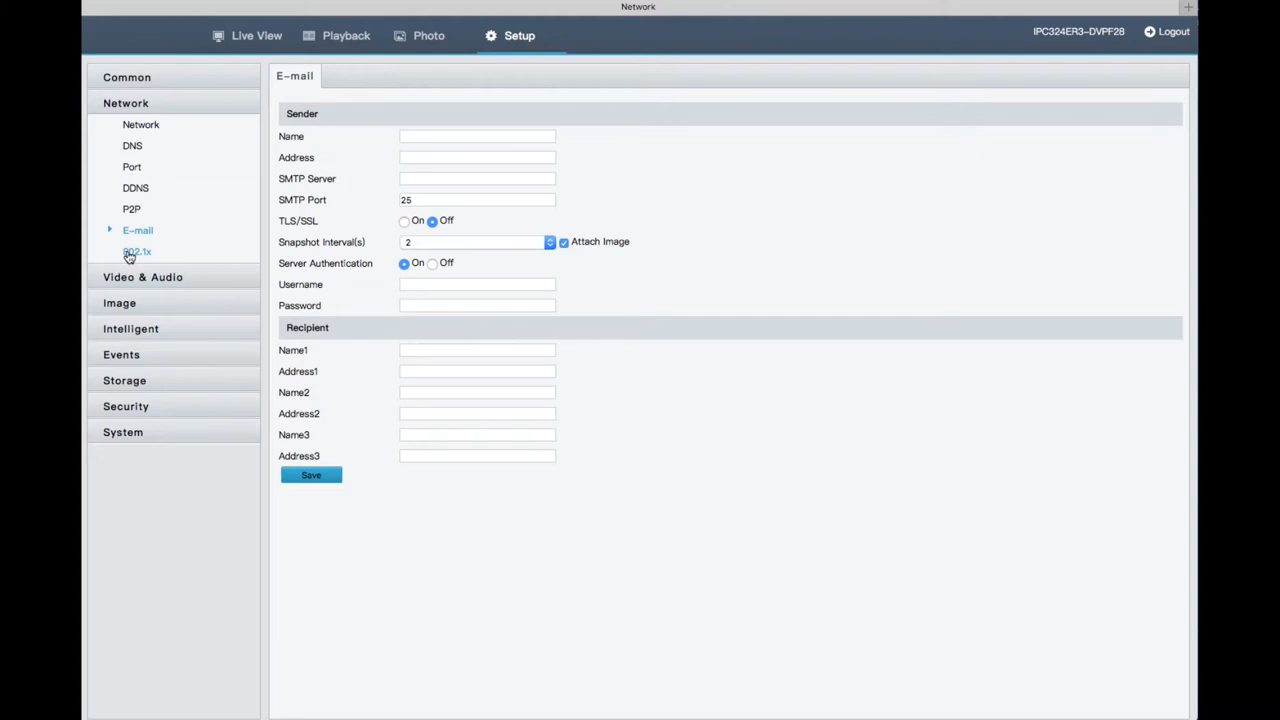 Network
Live View Playback Photo Setup IPC324ER3-DVPF28 Logout
Common
Network
Network
DNS
Port
DDNS
P2P
E-mail
802.1x
Video & Audio
Image
Intelligent
Events
Storage
Security
System
E-mail
Sender
Name
Address
SMTP Server
SMTP Port 25
TLS/SSL On Off
Snapshot Interval(s) 2 Attach Image
Server Authentication On Off
Username
Password
Recipient
Name1
Address1
Name2
Address2
Name3
Address3
Save